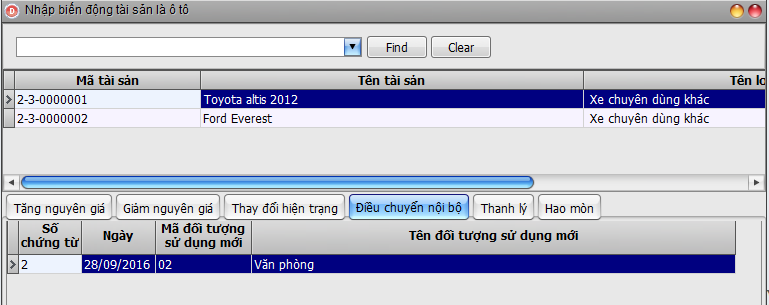 Nhập biến động tài sản là ô tô
Find Clear
Mã tài sản Tên tài sản Tên lo
2-3-0000001 Toyota altis 2012 Xe chuyên dùng khác
2-3-0000002 Ford Everest Xe chuyên dùng khác
Tăng nguyên giá Giảm nguyên giá Thay đổi hiện trạng Điều chuyển nội bộ Thanh lý Hao mòn
Số chứng từ Ngày Mã đối tượng sử dụng mới Tên đối tượng sử dụng mới
2 28/09/2016 02 Văn phòng